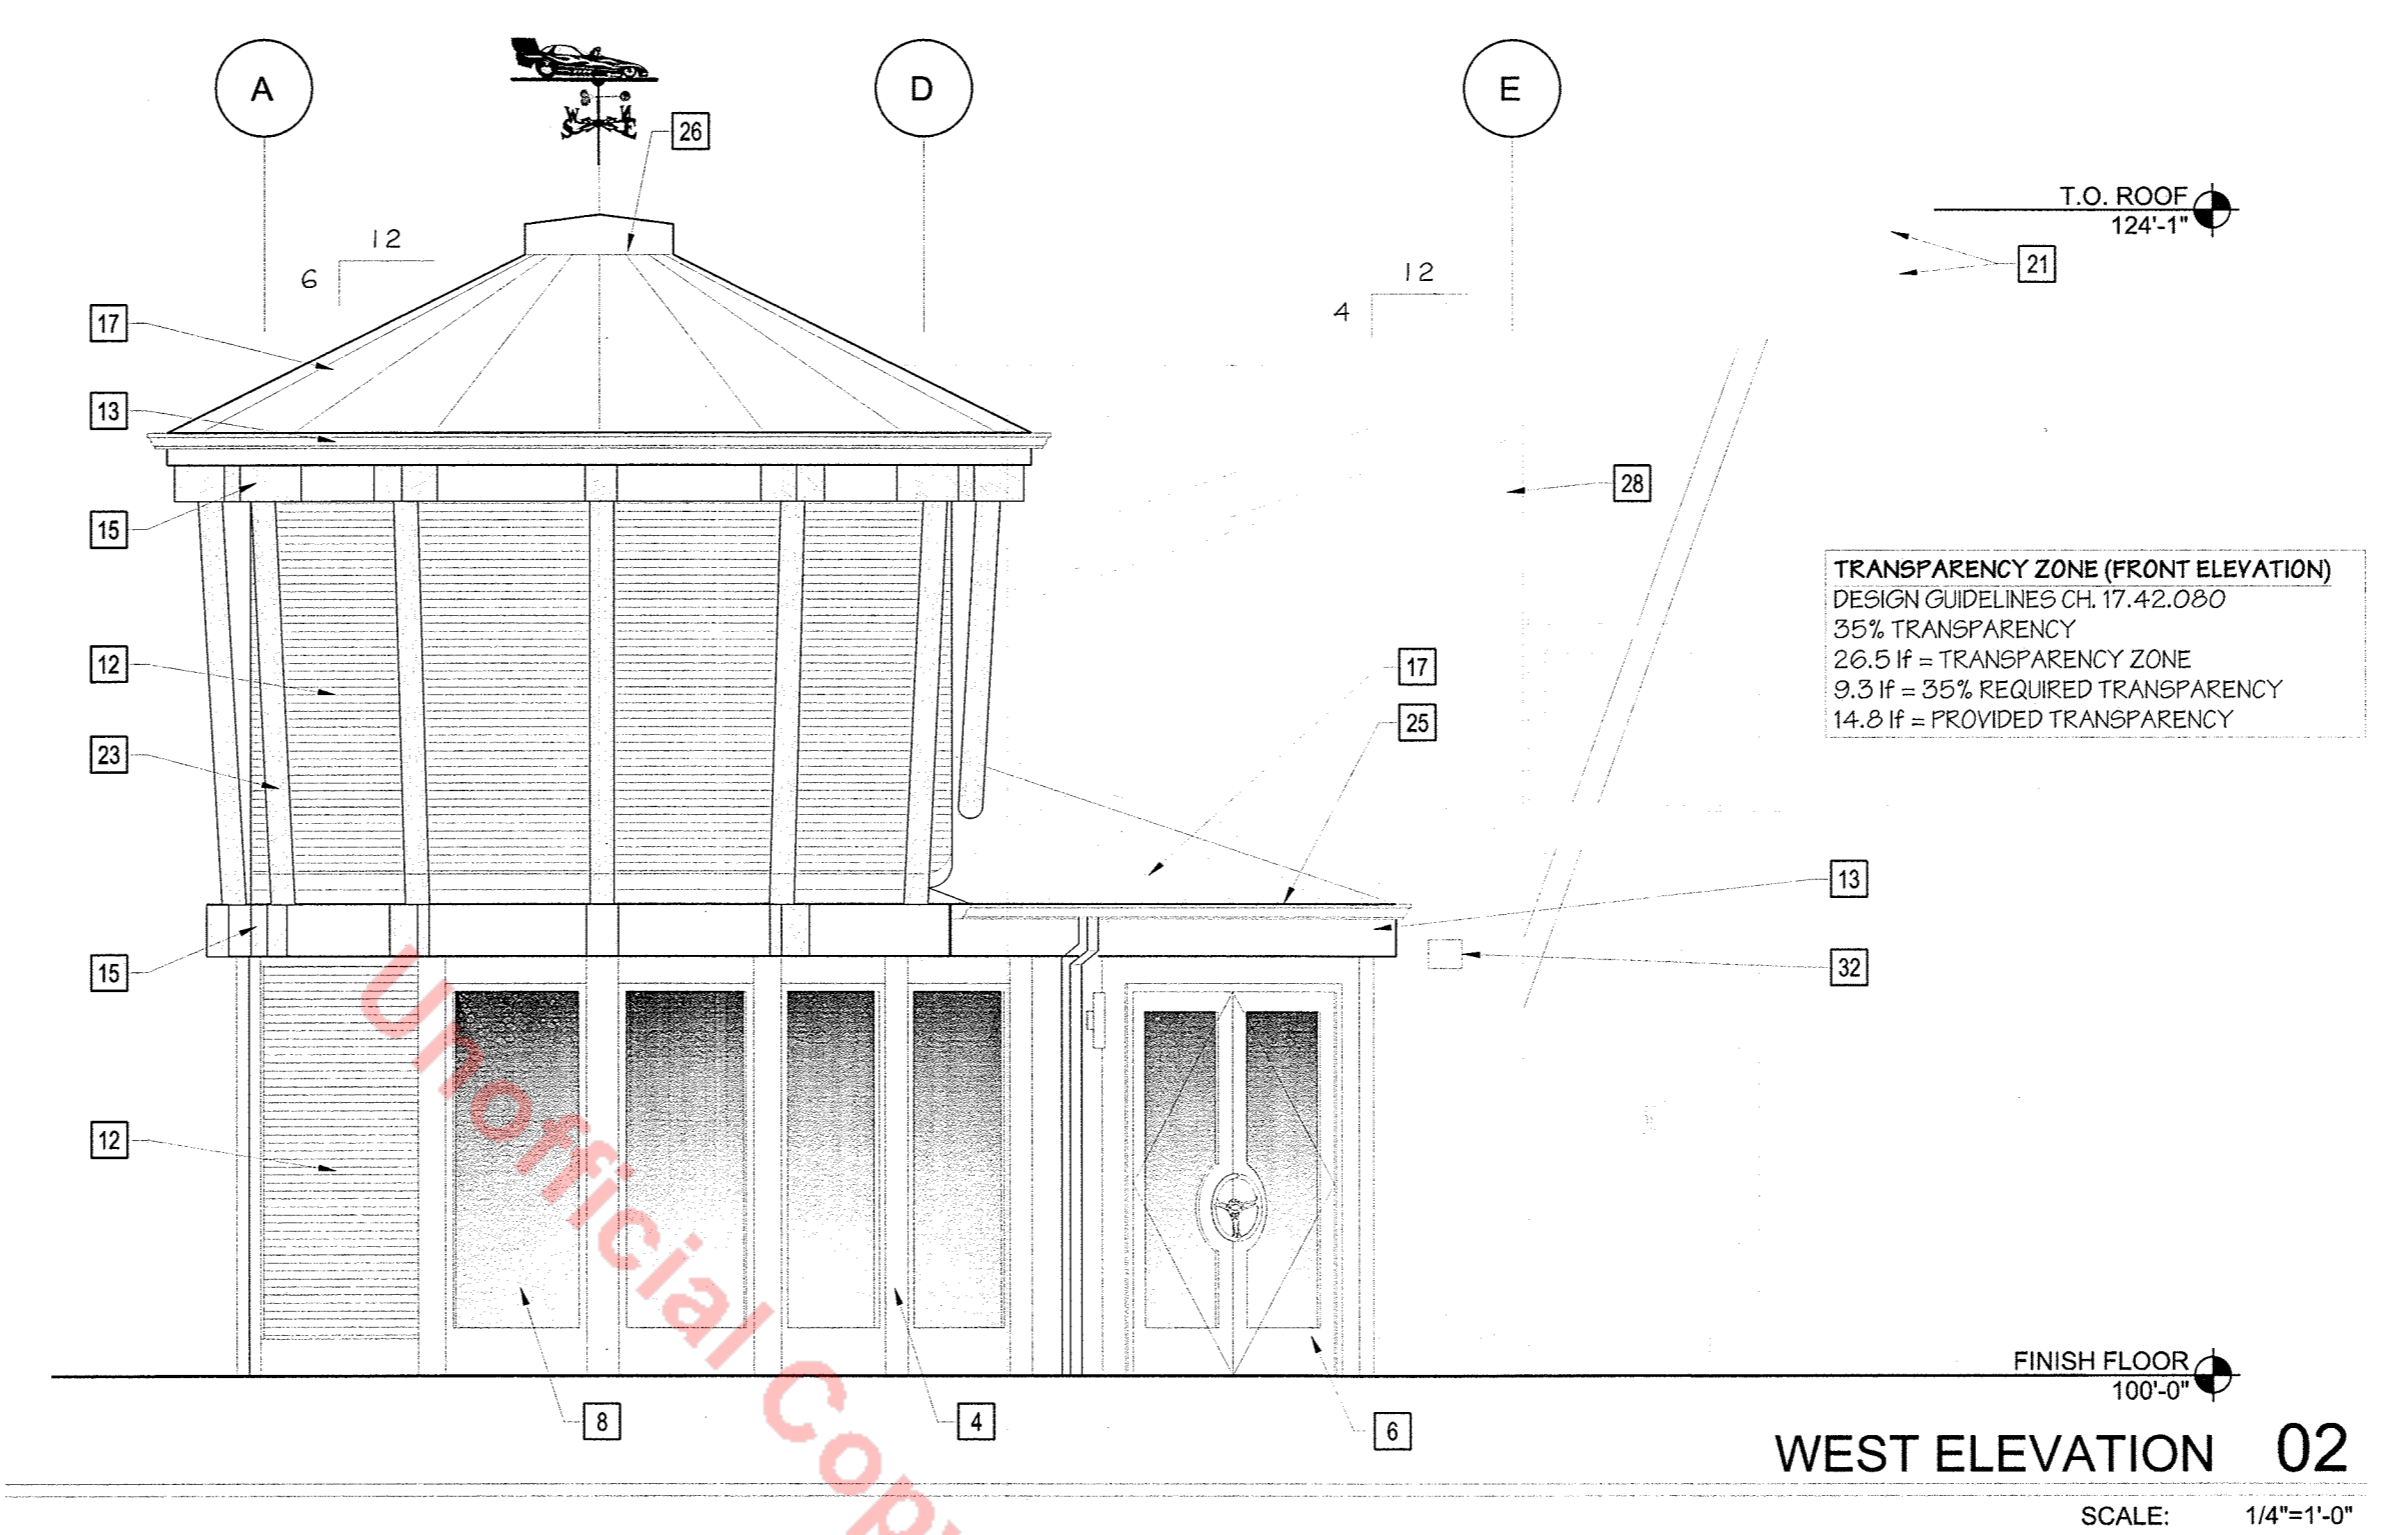 A
D
E
W
N
S
E
26
T.O. ROOF
124'-1"
21
12
6
12
4
17
13
15
28
TRANSPARENCY ZONE (FRONT ELEVATION)
DESIGN GUIDELINES CH. 17.42.080
35% TRANSPARENCY
26.5 lf = TRANSPARENCY ZONE
9.3 lf = 35% REQUIRED TRANSPARENCY
14.8 lf = PROVIDED TRANSPARENCY
12
17
23
25
13
15
32
12
Unofficial Copy
FINISH FLOOR
100'-0"
8
4
6
WEST ELEVATION 02
SCALE: 1/4"=1'-0"